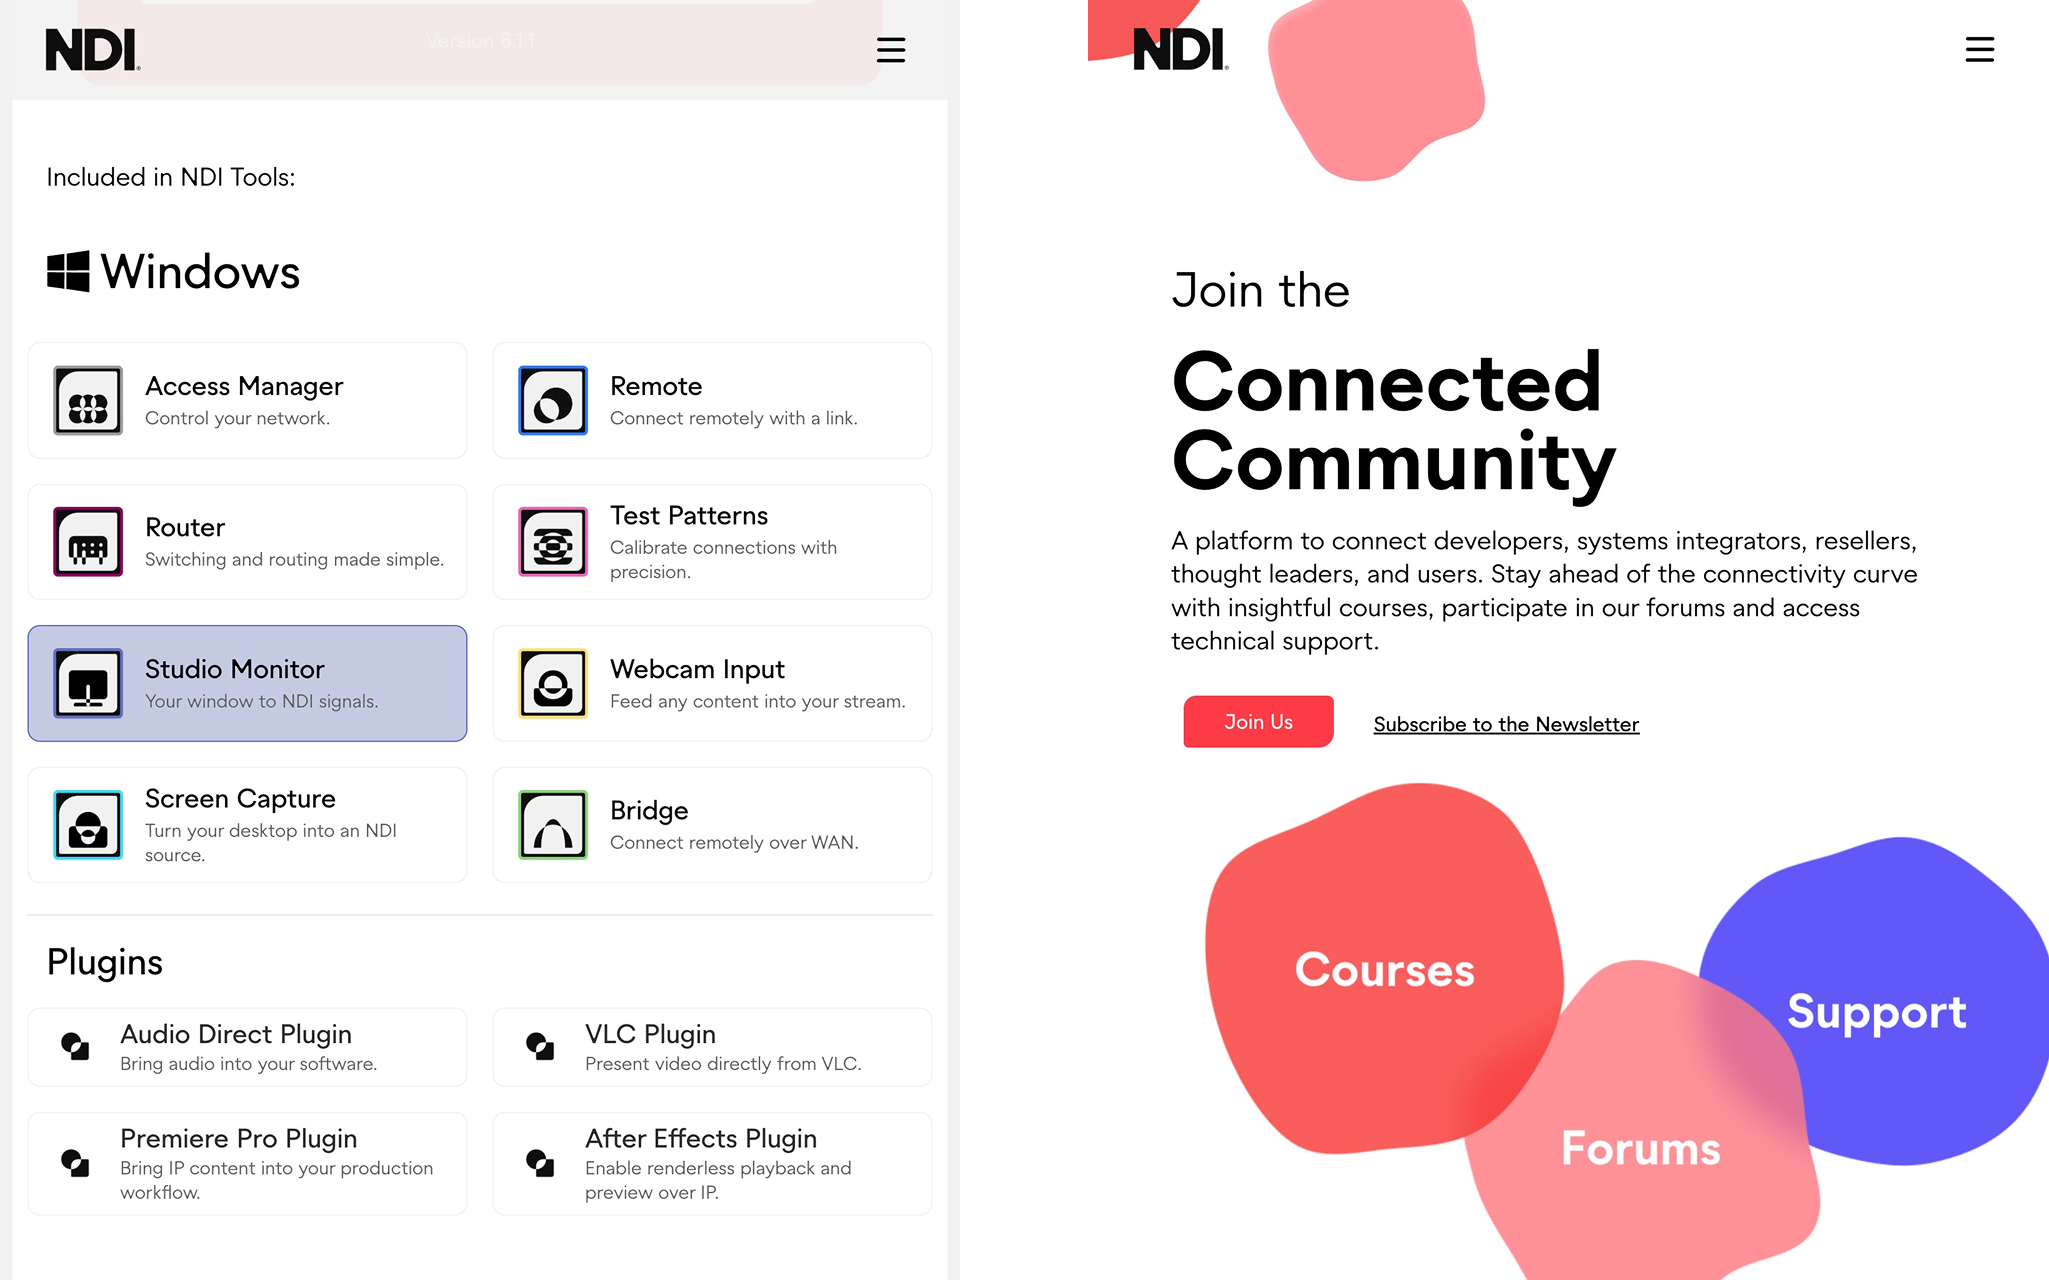 NDI
Version 6.1.1
Included in NDI Tools:
Windows
Access Manager
Control your network.
Remote
Connect remotely with a link.
Router
Switching and routing made simple.
Test Patterns
Calibrate connections with
precision.
Studio Monitor
Your window to NDI signals.
Webcam Input
Feed any content into your stream.
Screen Capture
Turn your desktop into an NDI
source.
Bridge
Connect remotely over WAN.
Plugins
Audio Direct Plugin
Bring audio into your software.
VLC Plugin
Present video directly from VLC.
Premiere Pro Plugin
Bring IP content into your production
workflow.
After Effects Plugin
Enable renderless playback and
preview over IP.
NDI
Join the
Connected
Community
A platform to connect developers, systems integrators, resellers,
thought leaders, and users. Stay ahead of the connectivity curve
with insightful courses, participate in our forums and access
technical support.
Join Us
Subscribe to the Newsletter
Courses
Support
Forums